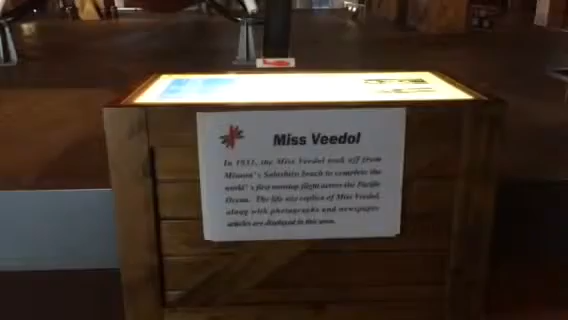 Miss Veedol
In 1931, the Miss Veedol took off from
Misawa's Sabishiro beach to complete the
world's first nonstop flight across the Pacific
Ocean. The life size replica of Miss Veedol,
along with photographs and newspaper
articles are displayed in this area.